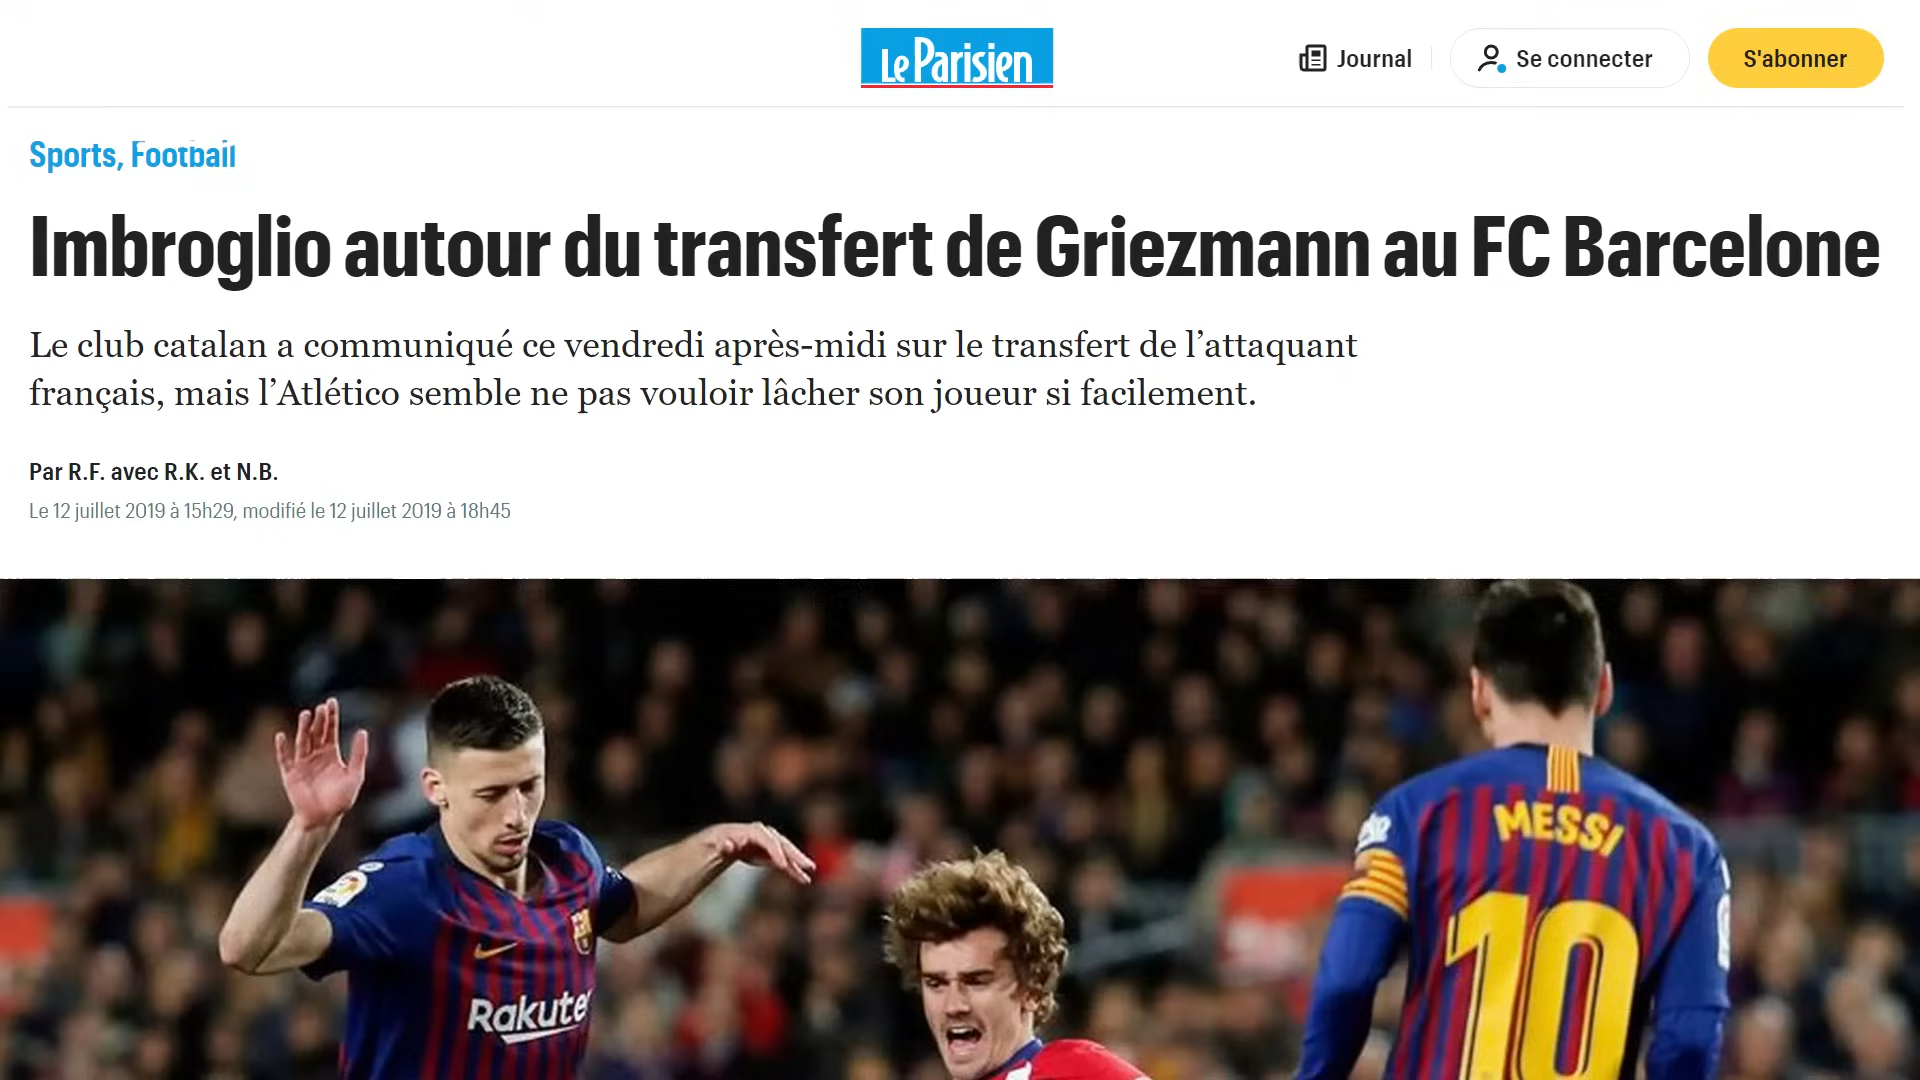 Le Parisien
Journal
Se connecter
S'abonner
Sports, Football
Imbroglio autour du transfert de Griezmann au FC Barcelone
Le club catalan a communiqué ce vendredi après-midi sur le transfert de l’attaquant
français, mais l’Atlético semble ne pas vouloir lâcher son joueur si facilement.
Par R.F. avec R.K. et N.B.
Le 12 juillet 2019 à 15h29, modifié le 12 juillet 2019 à 18h45
MESSI
10
Rakute